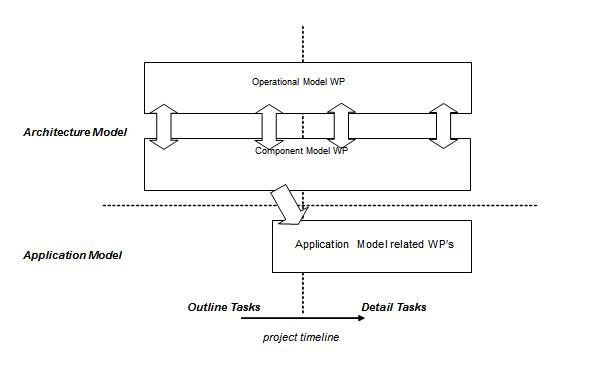 Operational Model WP
Architecture Model
Component Model WP
Application Model related WP's
Application Model
Outline Tasks
Detail Tasks
project timeline